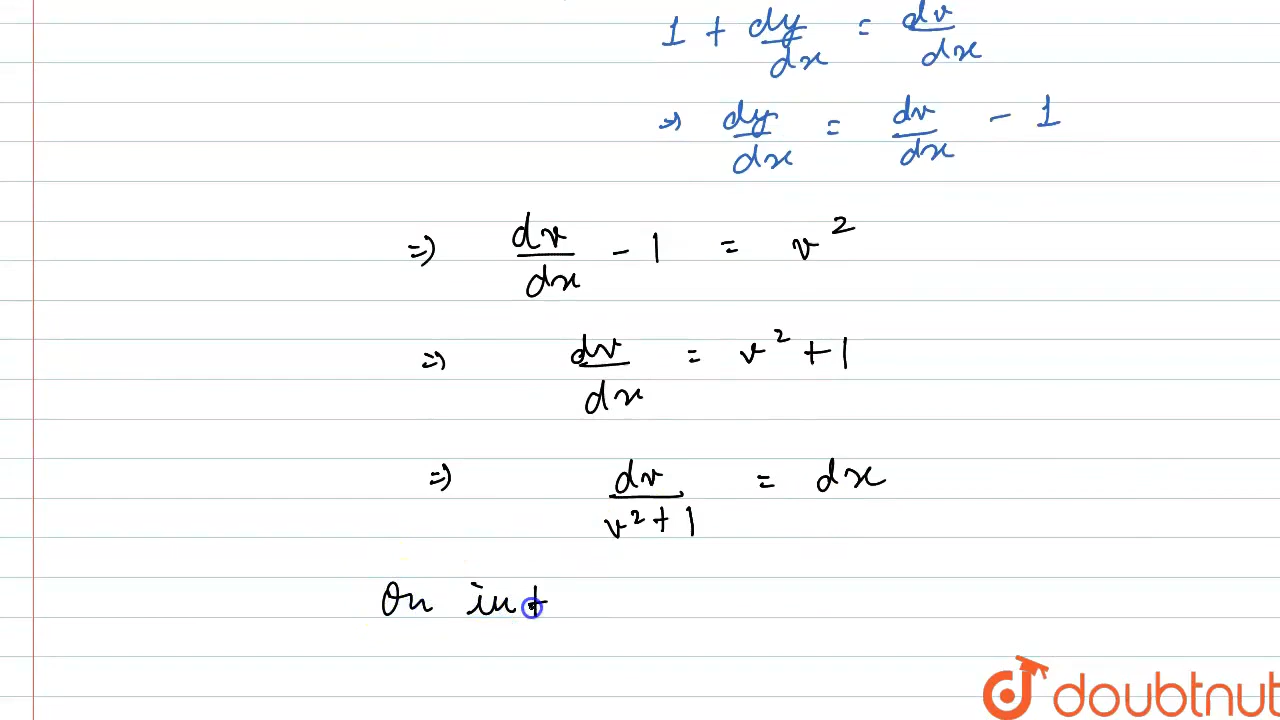 1 + dy/dx = dv/dx
=> dy/dx = dv/dx - 1
=> dv/dx - 1 = v²
=> dv/dx = v² + 1
=> dv/v²+1 = dx
On int
doubtnut